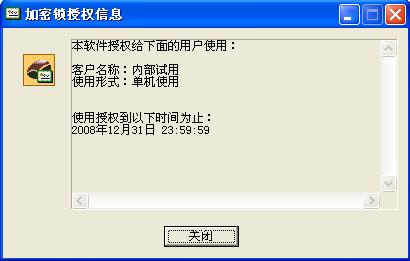 加密锁授权信息
本软件授权给下面的用户使用：
客户名称：内部试用
使用形式：单机使用
使用授权到以下时间为止：
2008年12月31日 23:59:59
关闭